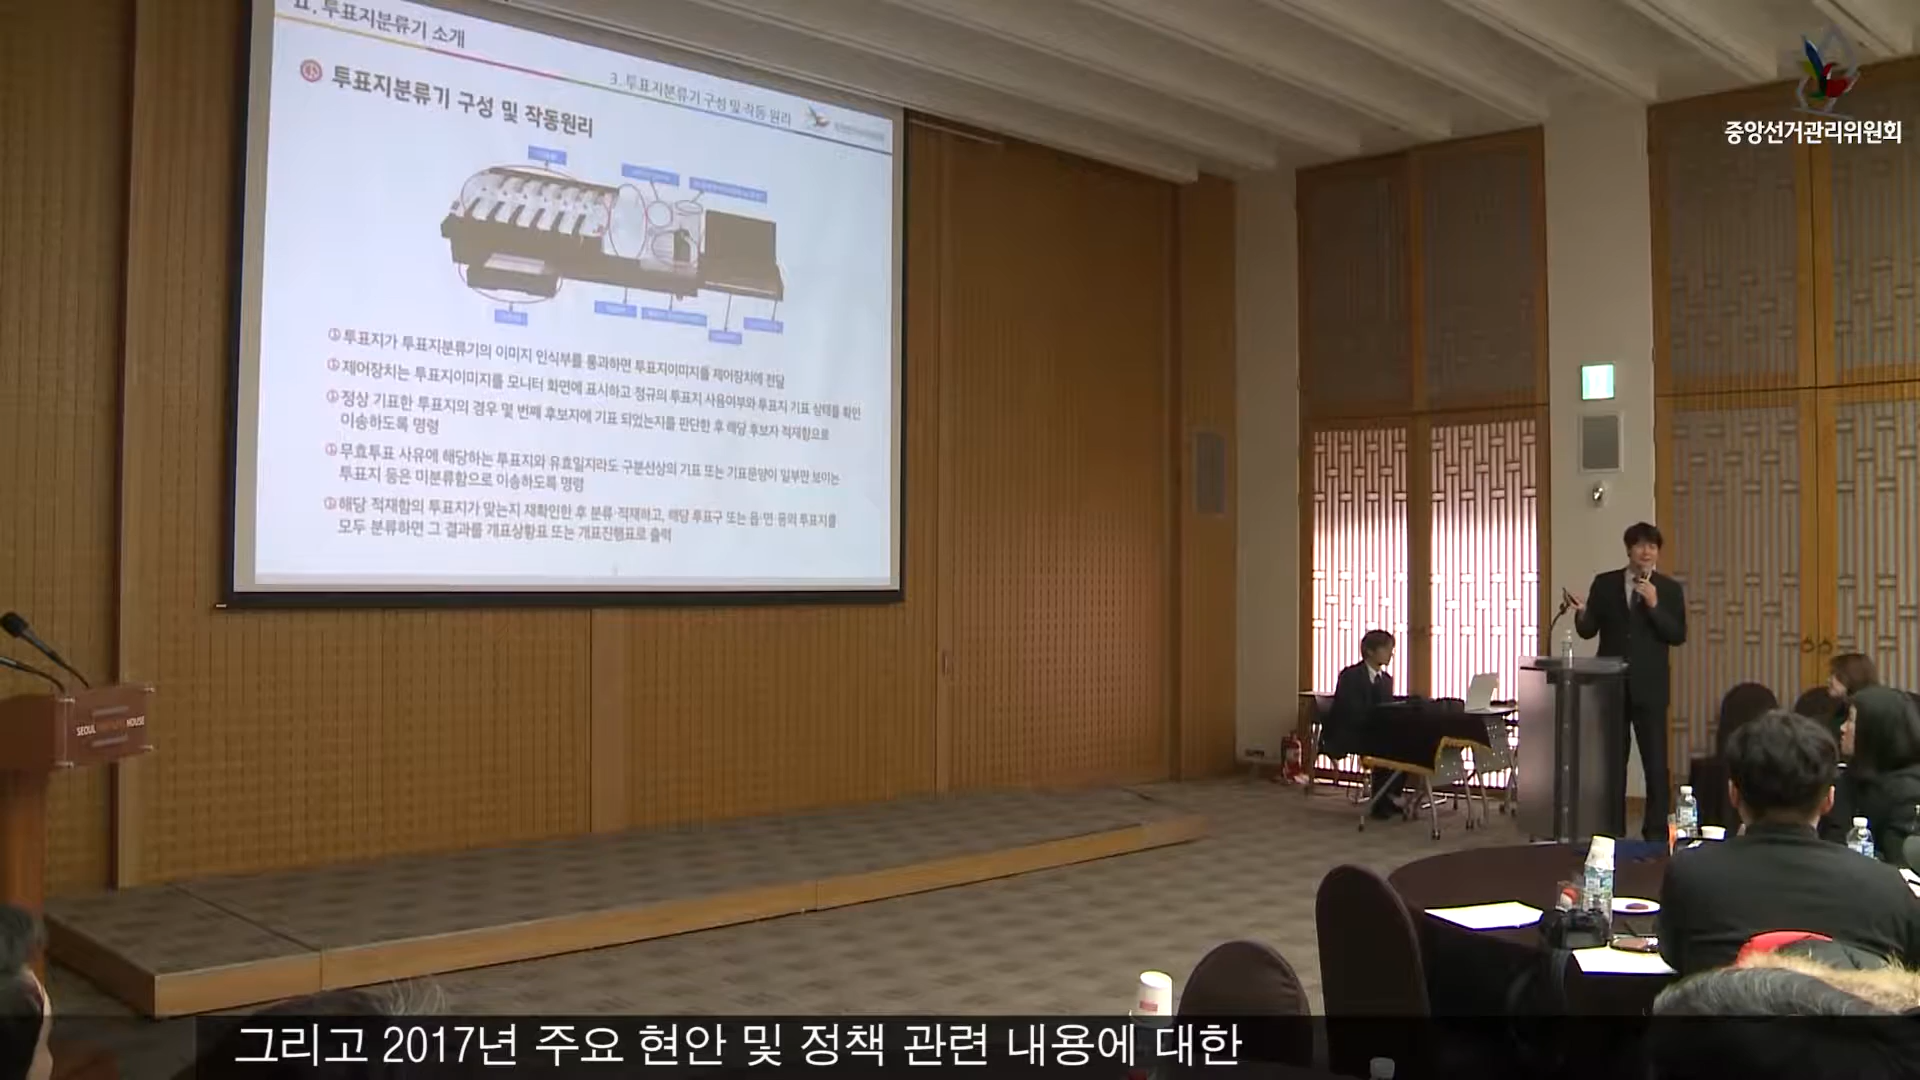 Ⅱ. 투표지분류기 소개
3. 투표지분류기 구성 및 작동 원리
투표지분류기 구성 및 작동원리
투표지가 투표지분류기의 이미지 인식부를 통과하면 투표지이미지를 제어장치에 전달
제어장치는 투표지이미지를 모니터 화면에 표시하고 정규의 투표지 사용여부와 투표지 기표 상태를 확인
정상 기표한 투표지의 경우 몇 번째 후보자에 기표 되었는지를 판단한 후 해당 후보자 적재함으로
이송하도록 명령
무효투표 사유에 해당하는 투표지와 유효일지라도 구분선상의 기표 또는 기표문양이 일부만 보이는
투표지 등은 미분류함으로 이송하도록 명령
해당 적재함의 투표지가 맞는지 재확인한 후 분류·적재하고, 해당 투표구 또는 읍·면·동의 투표지를
모두 분류하면 그 결과를 개표상황표 또는 개표진행표로 출력
중앙선거관리위원회
SEOUL HOUSE
그리고 2017년 주요 현안 및 정책 관련 내용에 대한